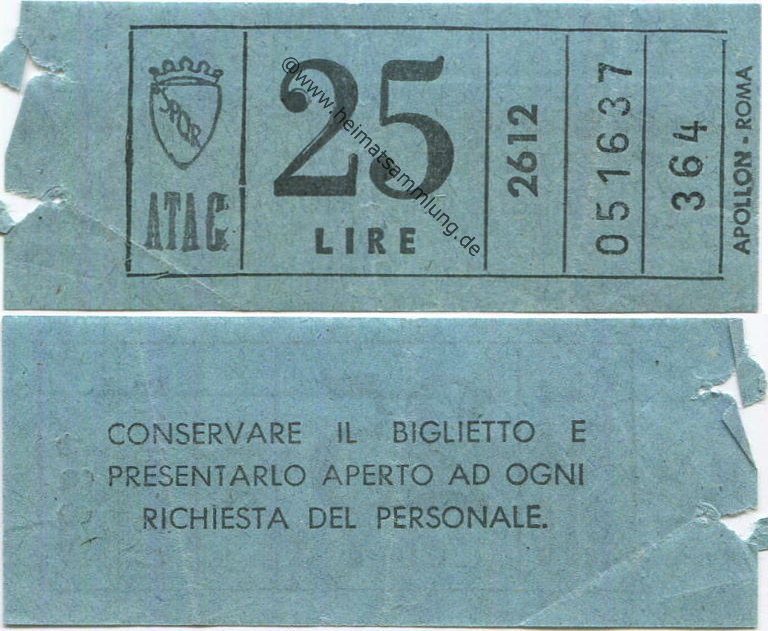 SPQR
ATAC
25
LIRE
2612
051637
364
APOLLON - ROMA
@www.heimatsammlung.de
CONSERVARE IL BIGLIETTO E
PRESENTARLO APERTO AD OGNI
RICHIESTA DEL PERSONALE.